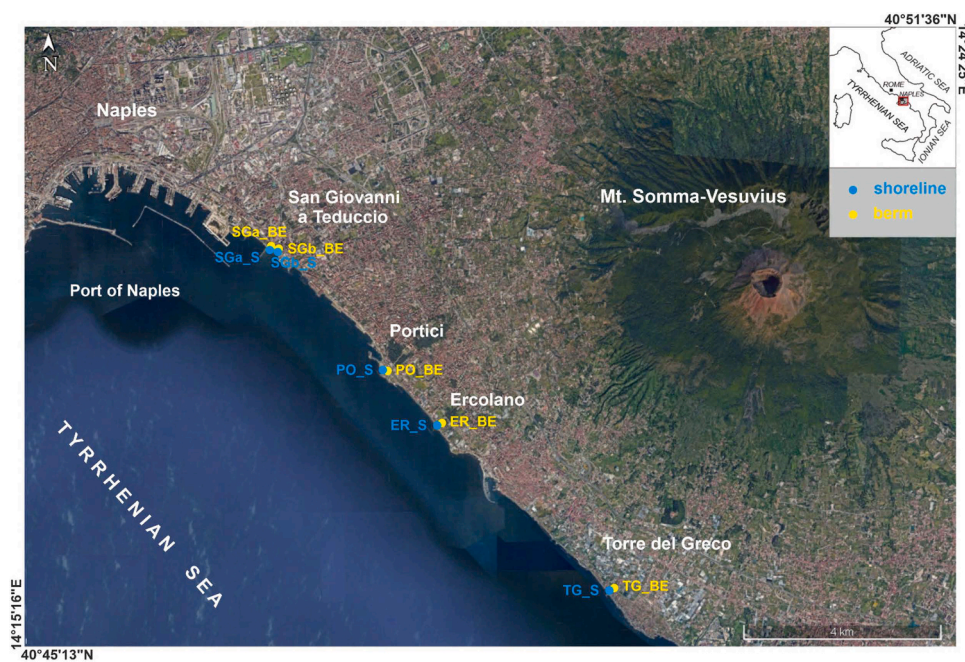 40°51'36"N
14°24'25"E
N
Naples
ROME
NAPLES
ADRIATIC SEA
TYRRHENIAN SEA
IONIAN SEA
shoreline
berm
San Giovanni
a Teduccio
Mt. Somma-Vesuvius
SGa_BE
SGb_BE
SGa_S
SGb_S
Port of Naples
Portici
PO_S
PO_BE
Ercolano
ER_S
ER_BE
TYRRHENIAN SEA
Torre del Greco
TG_S
TG_BE
4 km
14°15'16"E
40°45'13"N